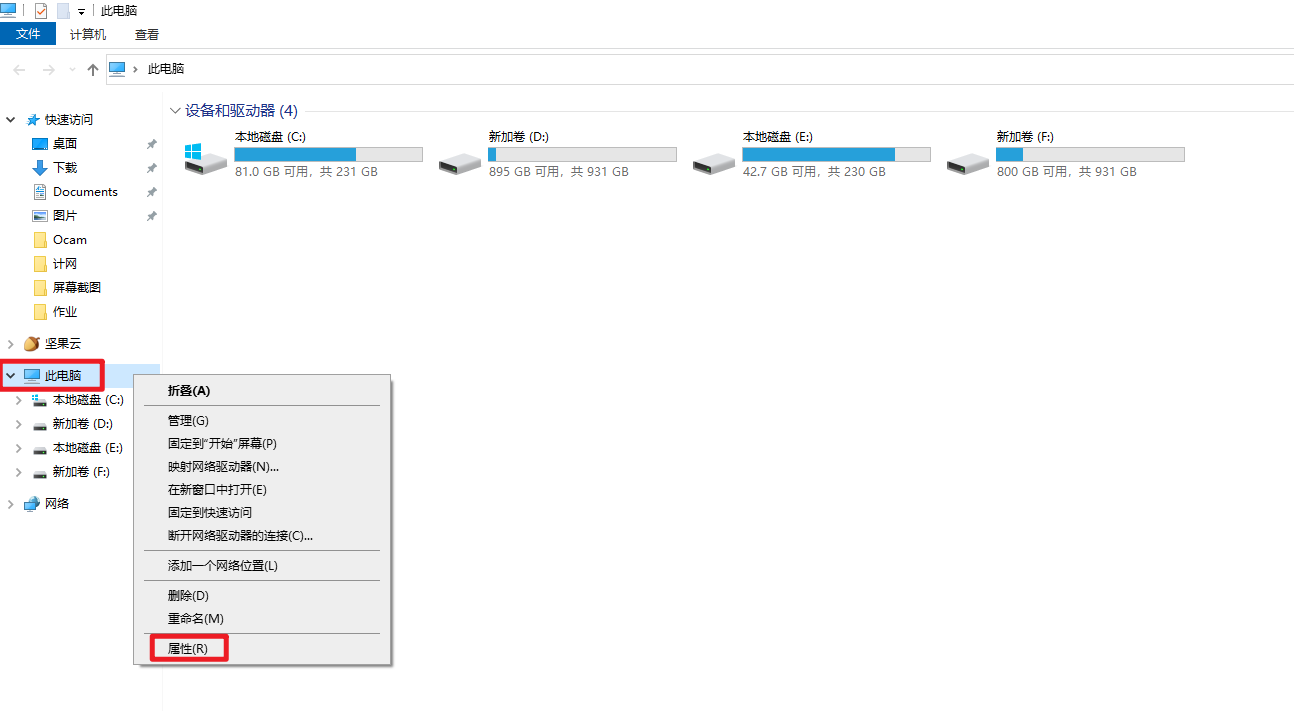 此电脑
文件 计算机 查看
此电脑
快速访问
桌面
下载
Documents
图片
Ocam
计网
屏幕截图
作业
坚果云
此电脑
本地磁盘 (C:)
新加卷 (D:)
本地磁盘 (E:)
新加卷 (F:)
网络
设备和驱动器 (4)
本地磁盘 (C:)
81.0 GB 可用，共 231 GB
新加卷 (D:)
895 GB 可用，共 931 GB
本地磁盘 (E:)
42.7 GB 可用，共 230 GB
新加卷 (F:)
800 GB 可用，共 931 GB
折叠(A)
管理(G)
固定到"开始"屏幕(P)
映射网络驱动器(N)...
在新窗口中打开(E)
固定到快速访问
断开网络驱动器的连接(C)...
添加一个网络位置(L)
删除(D)
重命名(M)
属性(R)